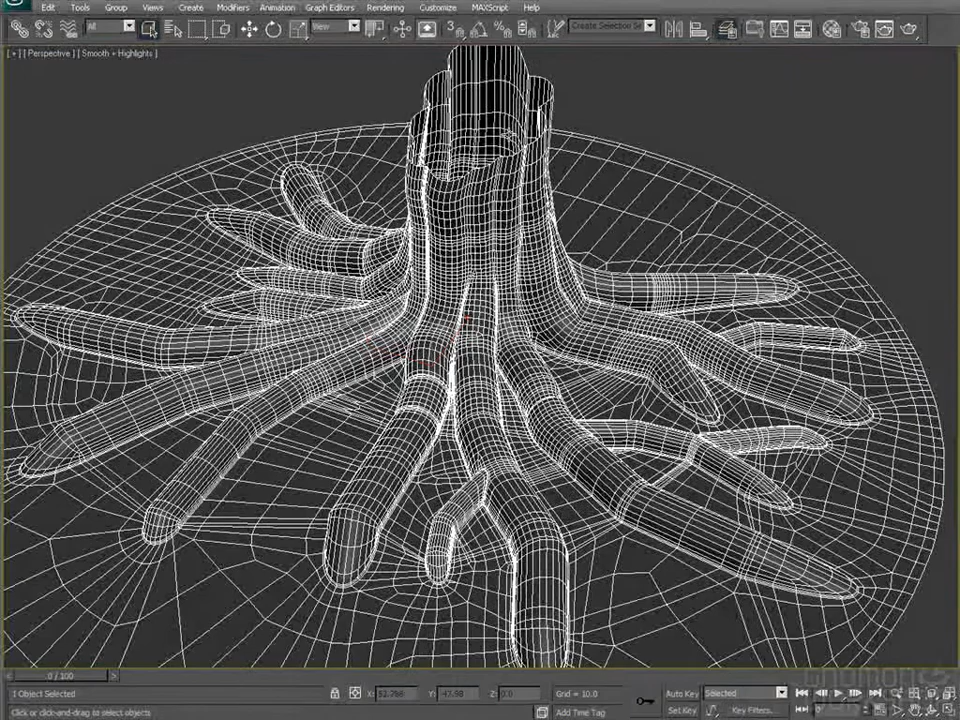 Edit Tools Group Views Create Modifiers Animation Graph Editors Rendering Customize MAXScript Help
All View Create Selection Se
[ + ] [ Perspective ] [ Smooth + Highlights ]
0 / 100
1 Object Selected X: Y: -47.98 Z: 0.0 Grid = 10.0 Auto Key Selected
Click or click-and-drag to select objects Add Time Tag Set Key Key Filters... 0